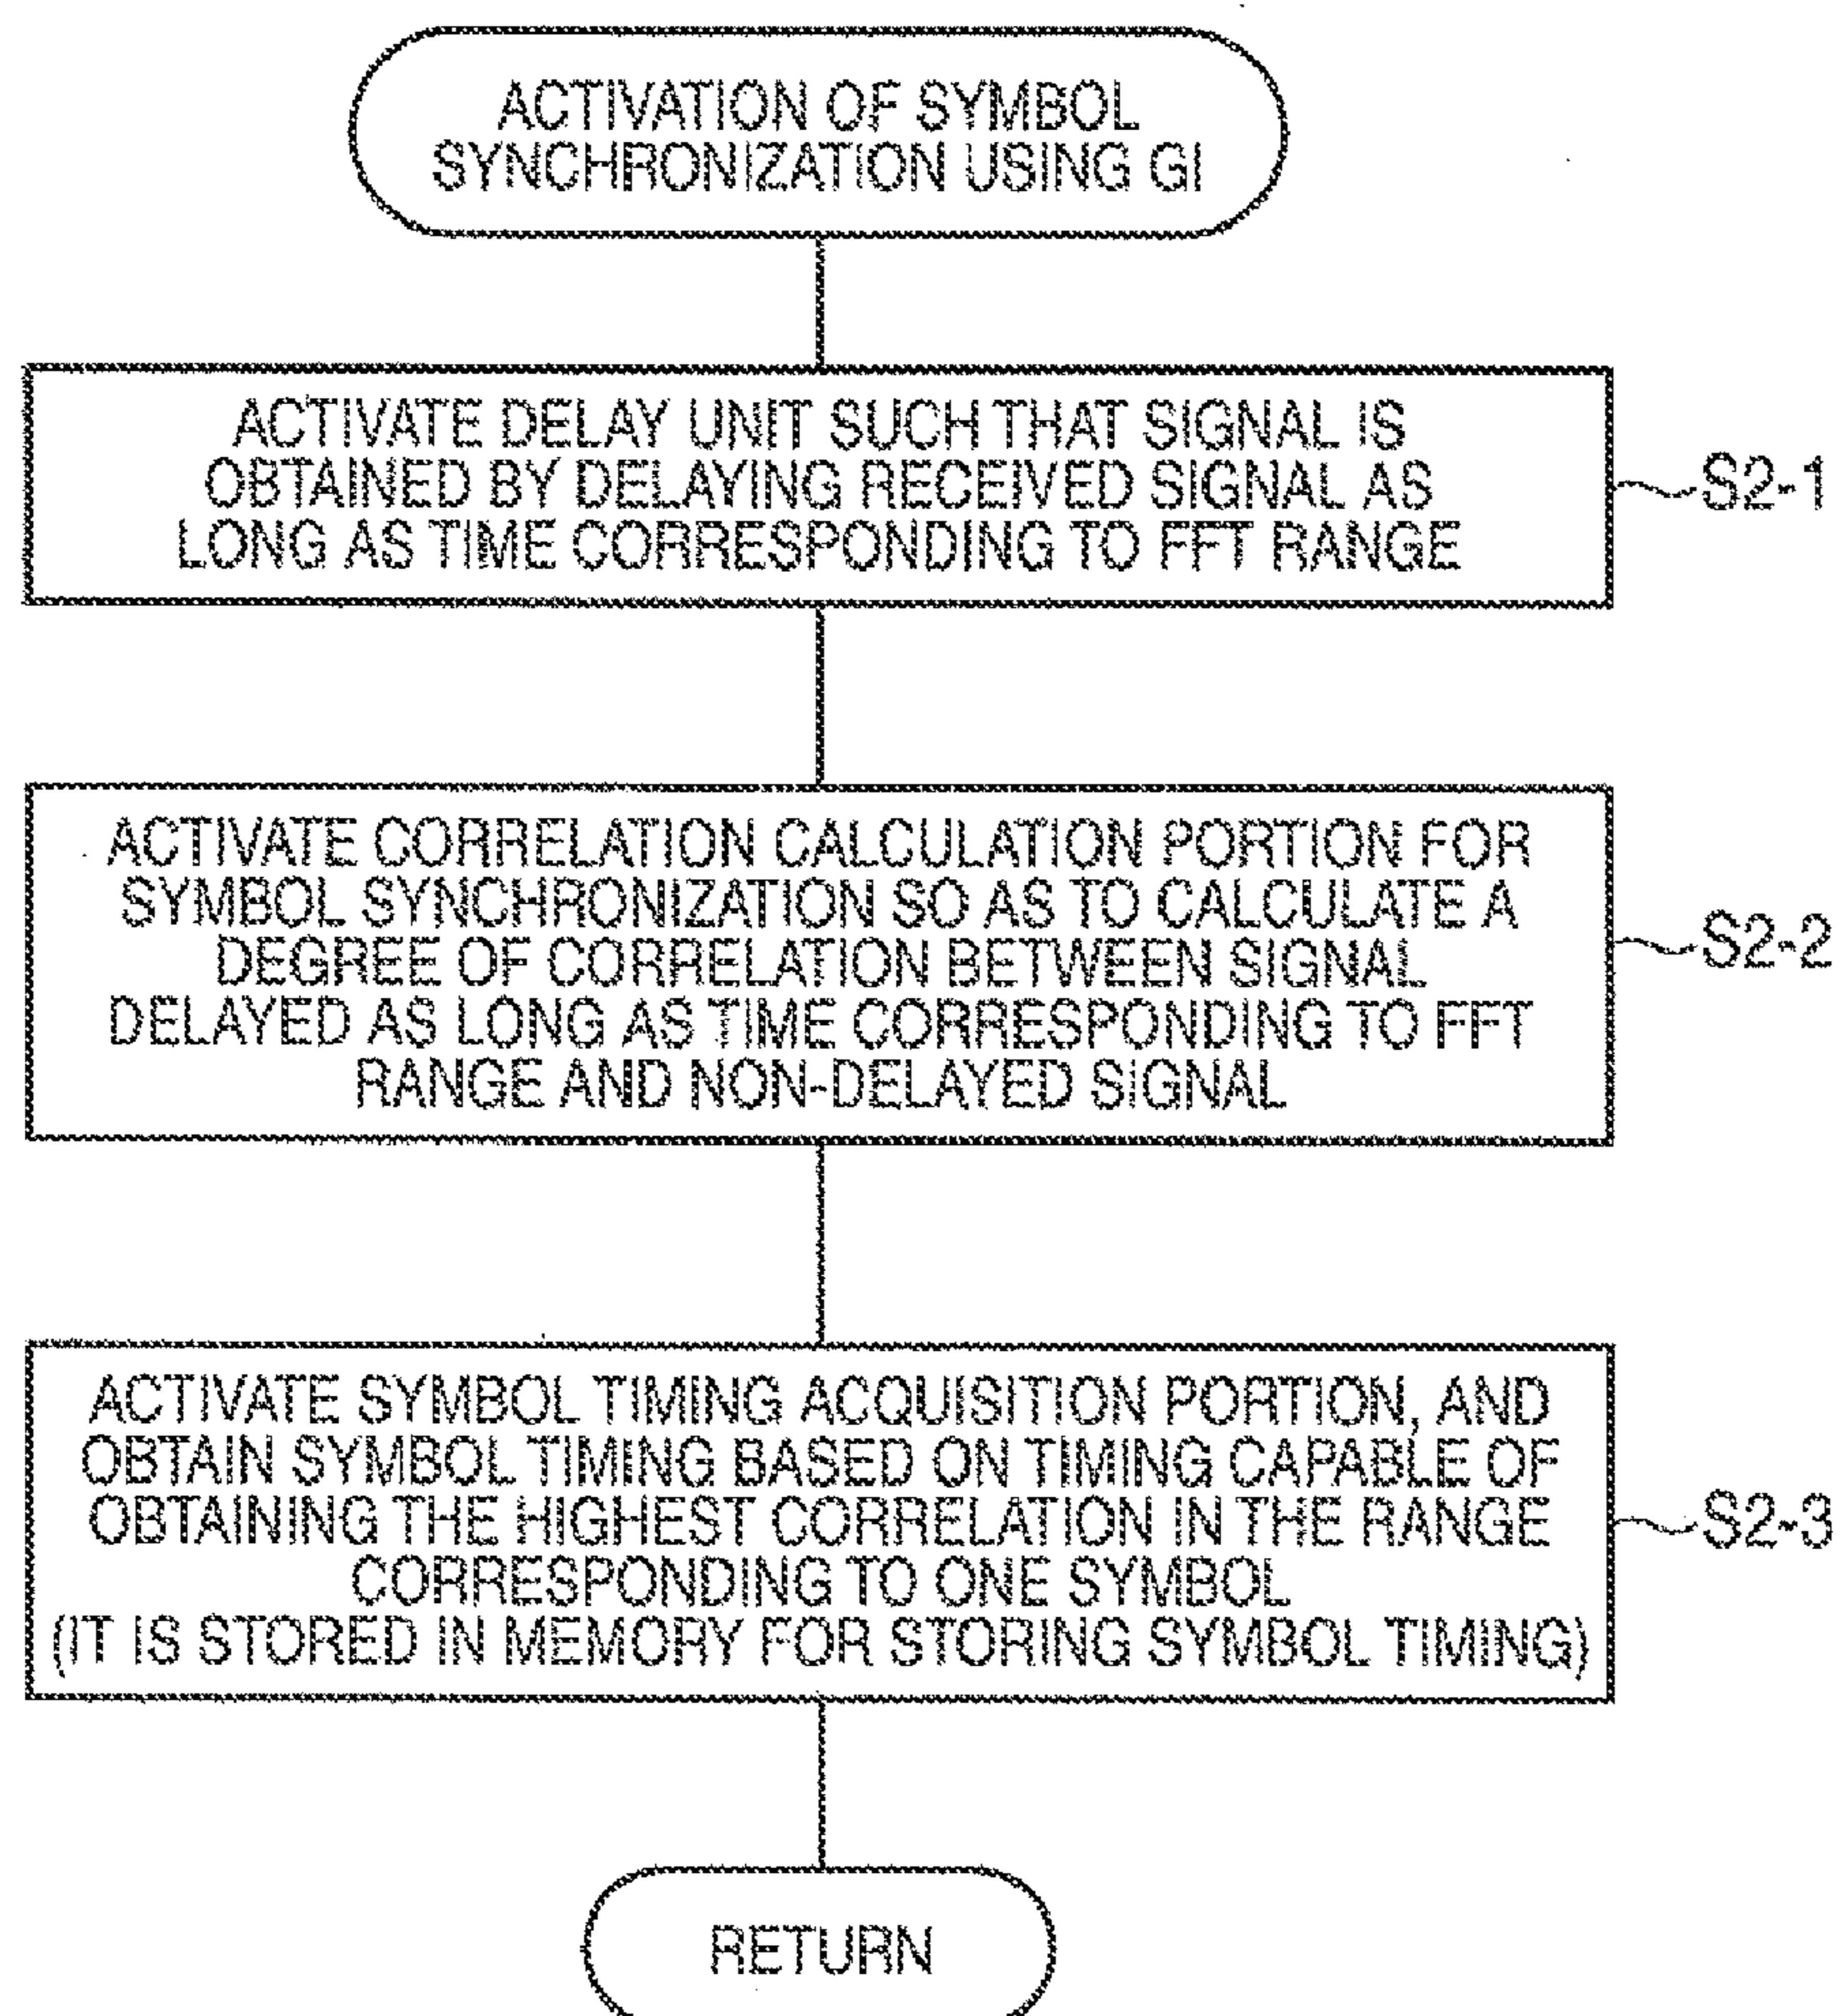 ACTIVATION OF SYMBOL
SYNCHRONIZATION USING GI
ACTIVATE DELAY UNIT SUCH THAT SIGNAL IS
OBTAINED BY DELAYING RECEIVED SIGNAL AS
LONG AS TIME CORRESPONDING TO FFT RANGE
S2-1
ACTIVATE CORRELATION CALCULATION PORTION FOR
SYMBOL SYNCHRONIZATION SO AS TO CALCULATE A
DEGREE OF CORRELATION BETWEEN SIGNAL
DELAYED AS LONG AS TIME CORRESPONDING TO FFT
RANGE AND NON-DELAYED SIGNAL
S2-2
ACTIVATE SYMBOL TIMING ACQUISITION PORTION, AND
OBTAIN SYMBOL TIMING BASED ON TIMING CAPABLE OF
OBTAINING THE HIGHEST CORRELATION IN THE RANGE
CORRESPONDING TO ONE SYMBOL
(IT IS STORED IN MEMORY FOR STORING SYMBOL TIMING)
S2-3
RETURN